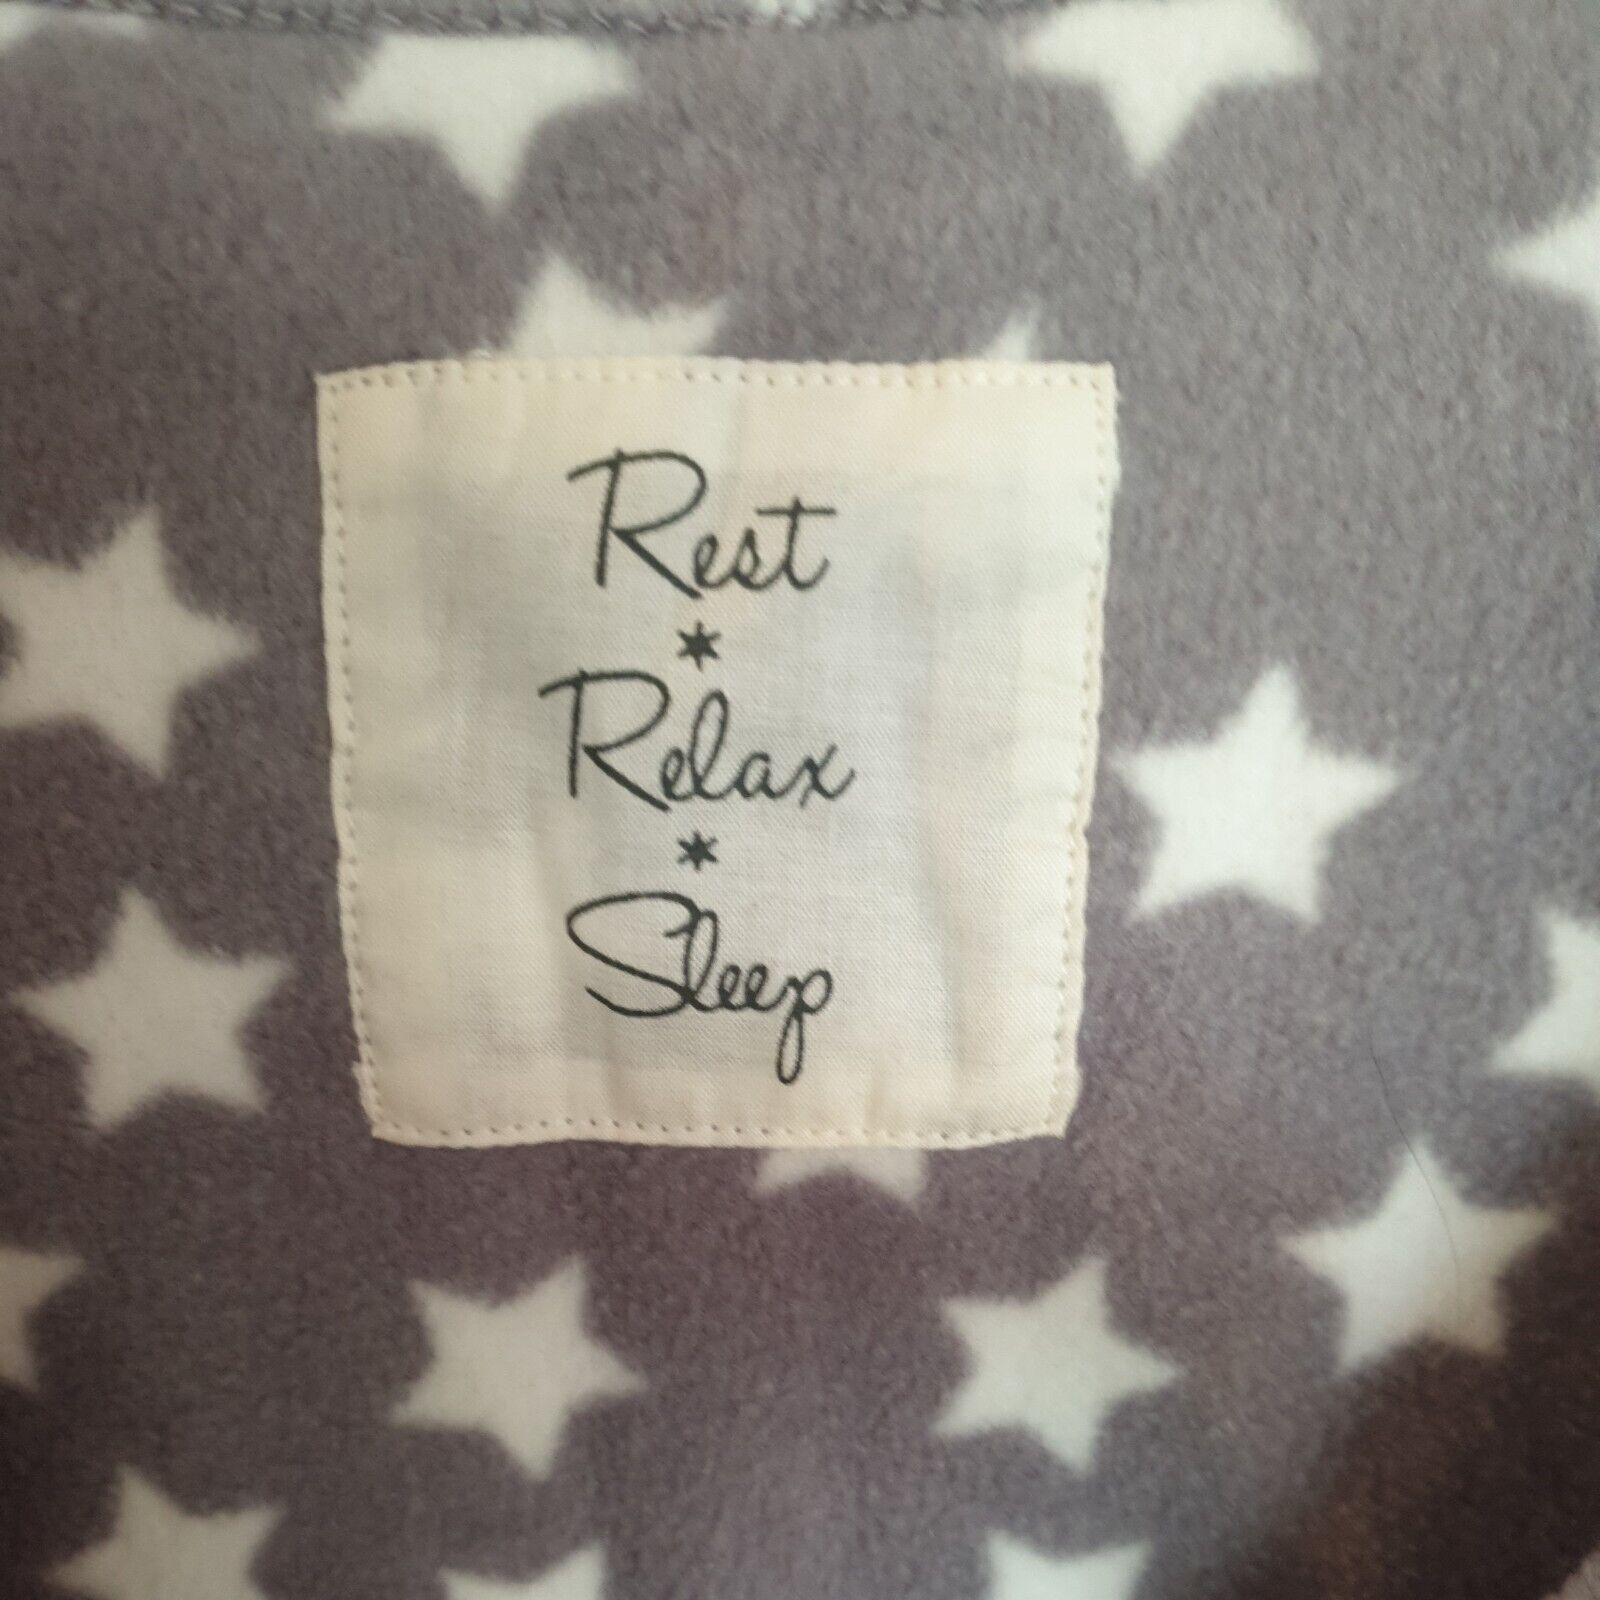 Rest
*
Relax
*
Sleep